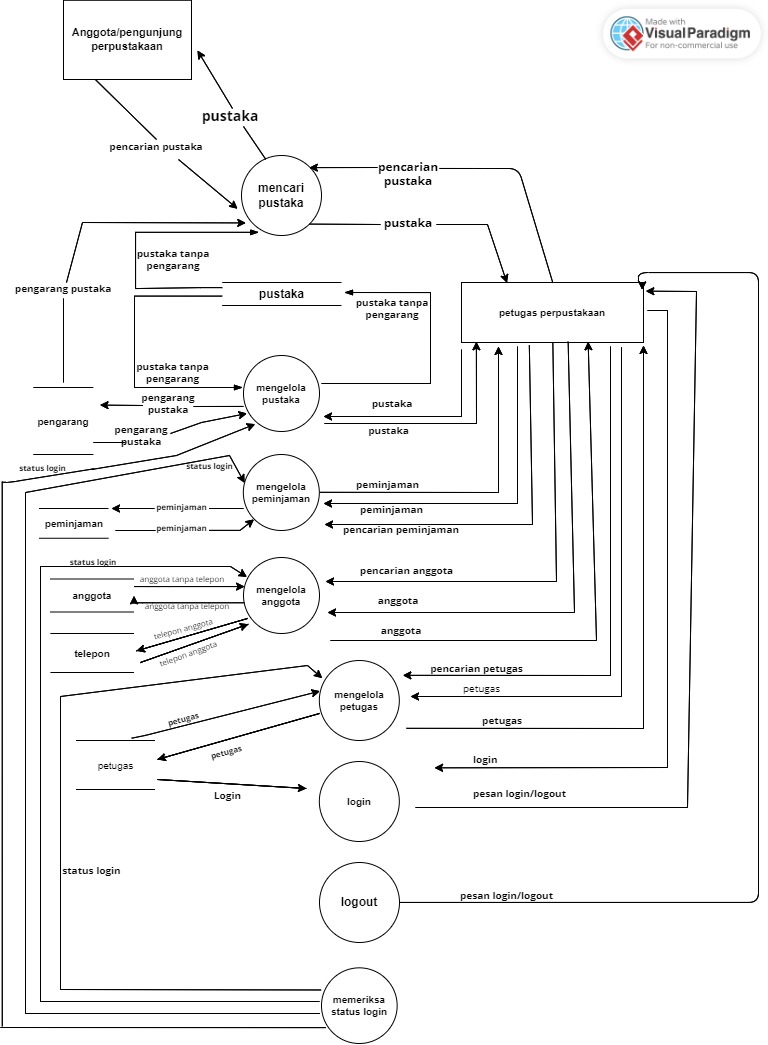 Anggota/pengunjung
perpustakaan
Made with
VisualParadigm
For non-commercial use
pustaka
pencarian pustaka
pencarian
pustaka
mencari
pustaka
pustaka
pustaka tanpa
pengarang
pengarang pustaka
pustaka
pustaka tanpa
pengarang
petugas perpustakaan
pustaka tanpa
pengarang
mengelola
pustaka
pengarang
pustaka
pustaka
pengarang
pengarang
pustaka
pustaka
status login
status login
mengelola
peminjaman
peminjaman
peminjaman
peminjaman
peminjaman
peminjaman
pencarian peminjaman
status login
anggota tanpa telepon
pencarian anggota
anggota
mengelola
anggota
anggota tanpa telepon
anggota
telepon anggota
anggota
telepon
telepon anggota
pencarian petugas
mengelola
petugas
petugas
petugas
petugas
petugas
petugas
login
Login
login
pesan login/logout
status login
logout
pesan login/logout
memeriksa
status login